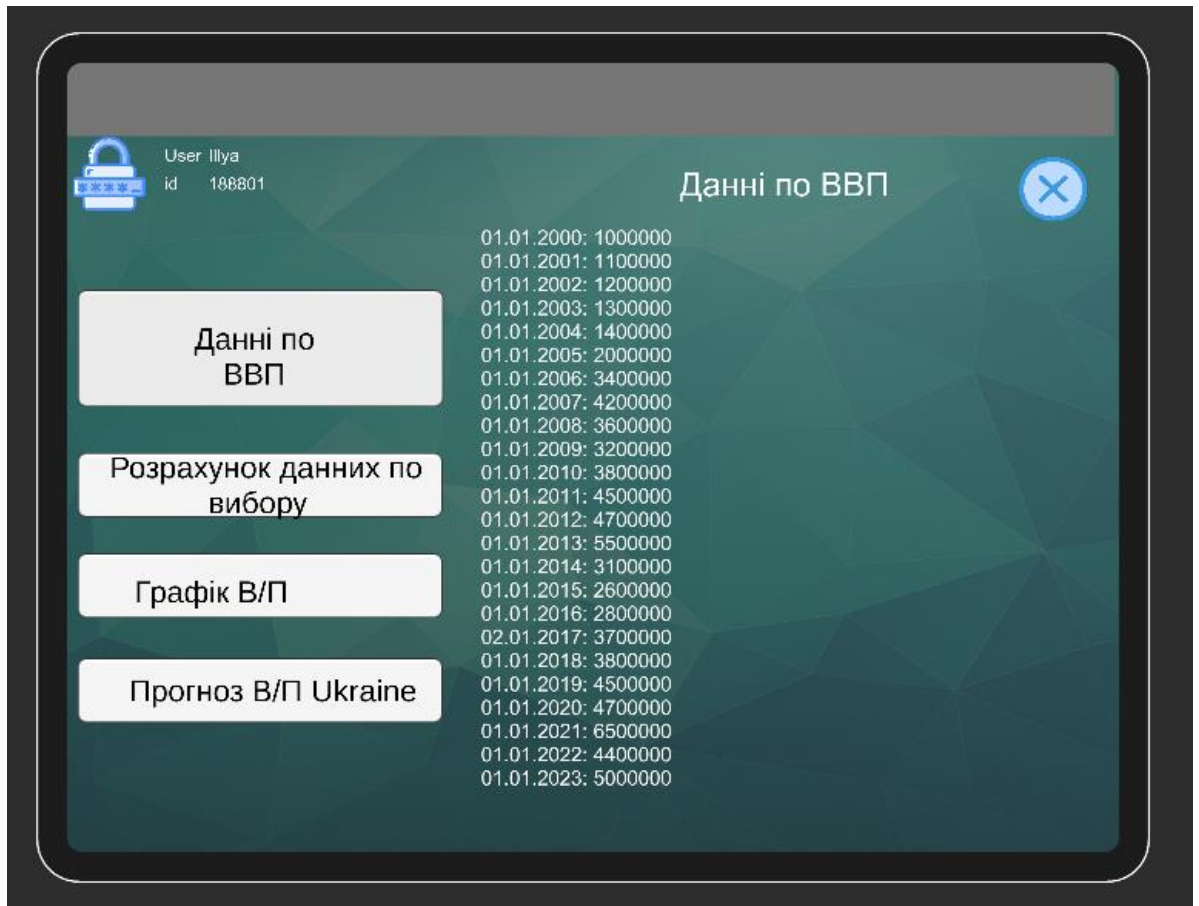 User Illya
id 188801
Данні по ВВП
Данні по
ВВП
Розрахунок данних по
вибору
Графік В/П
Прогноз В/П Ukraine
01.01.2000: 1000000
01.01.2001: 1100000
01.01.2002: 1200000
01.01.2003: 1300000
01.01.2004: 1400000
01.01.2005: 2000000
01.01.2006: 3400000
01.01.2007: 4200000
01.01.2008: 3600000
01.01.2009: 3200000
01.01.2010: 3800000
01.01.2011: 4500000
01.01.2012: 4700000
01.01.2013: 5500000
01.01.2014: 3100000
01.01.2015: 2600000
01.01.2016: 2800000
02.01.2017: 3700000
01.01.2018: 3800000
01.01.2019: 4500000
01.01.2020: 4700000
01.01.2021: 6500000
01.01.2022: 4400000
01.01.2023: 5000000